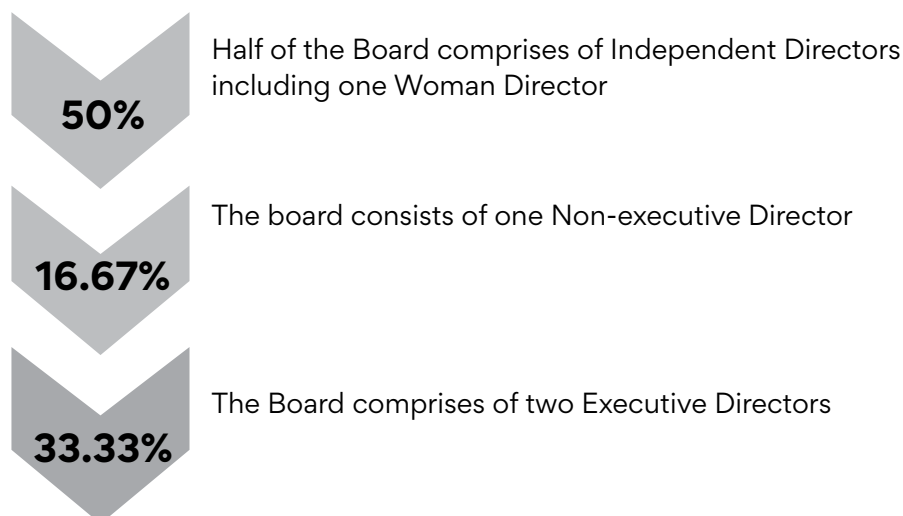 Half of the Board comprises of Independent Directors
including one Woman Director
50%
The board consists of one Non-executive Director
16.67%
The Board comprises of two Executive Directors
33.33%